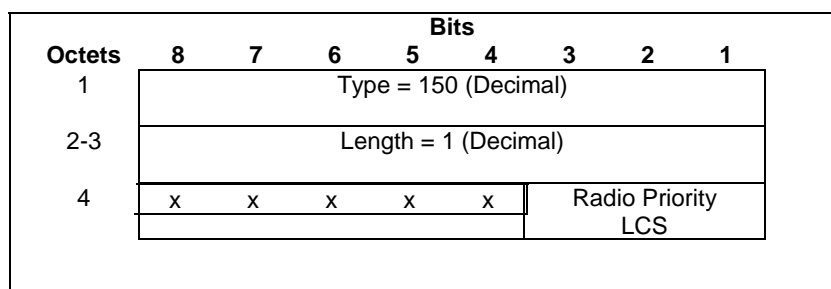 Bits
Octets 8 7 6 5 4 3 2 1
1 Type = 150 (Decimal)
2-3 Length = 1 (Decimal)
4 x x x x x Radio Priority
LCS